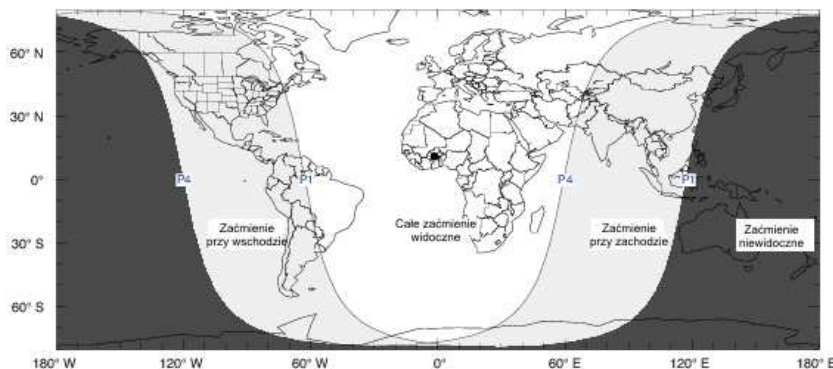 60° N
30° N
0°
30° S
60° S
P4
P1
P4
P1
Zaćmienie
przy wschodzie
Całe zaćmienie
widoczne
Zaćmienie
przy zachodzie
Zaćmienie
niewidoczne
180° W
120° W
60° W
0°
60° E
120° E
180° E